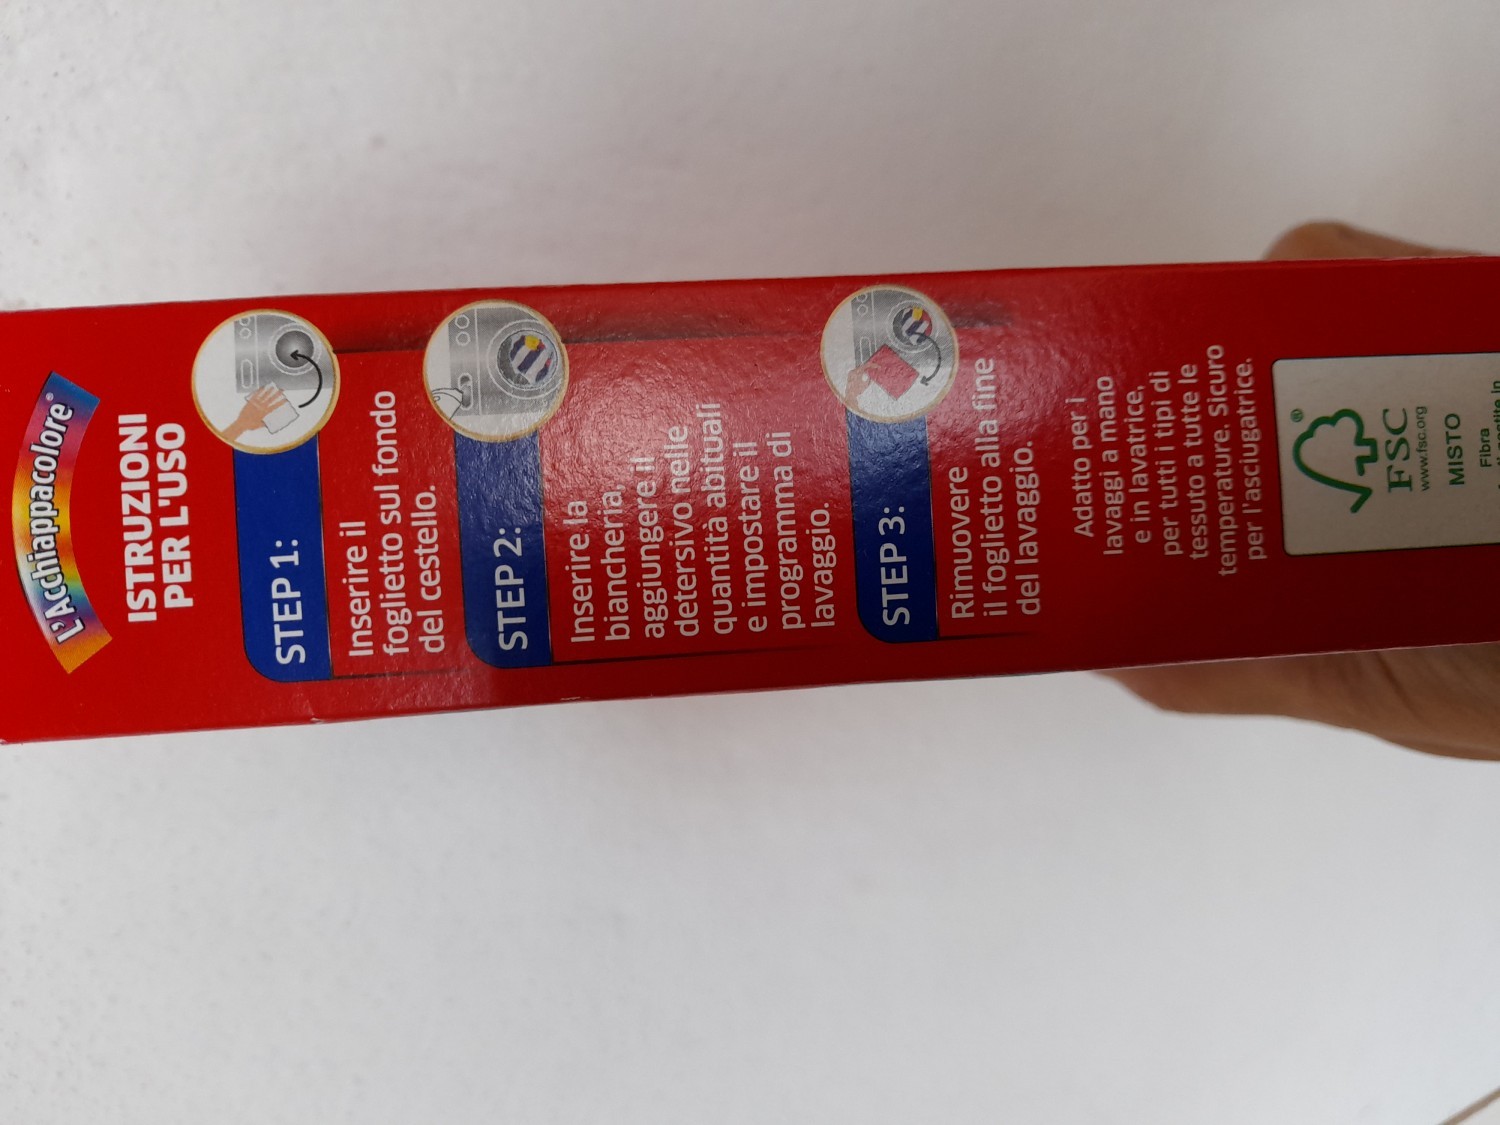 L'Acchiappacolore®
ISTRUZIONI
PER L'USO
STEP 1:
Inserire il
foglietto sul fondo
del cestello.
STEP 2:
Inserire la
biancheria,
aggiungere il
detersivo nelle
quantità abituali
e impostare il
programma di
lavaggio.
STEP 3:
Rimuovere
il foglietto alla fine
del lavaggio.
Adatto per i
lavaggi a mano
e in lavatrice,
per tutti i tipi di
tessuto a tutte le
temperature. Sicuro
per l'asciugatrice.
®
FSC
www.fsc.org
MISTO
Fibra